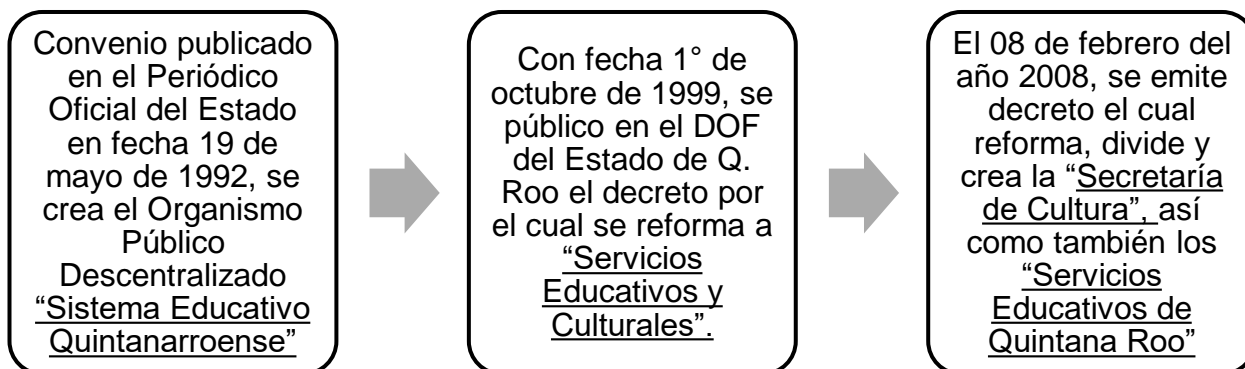 Convenio publicado
en el Periódico
Oficial del Estado
en fecha 19 de
mayo de 1992, se
crea el Organismo
Público
Descentralizado
“Sistema Educativo
Quintanarroense”
Con fecha 1° de
octubre de 1999, se
público en el DOF
del Estado de Q.
Roo el decreto por
el cual se reforma a
“Servicios
Educativos y
Culturales”.
El 08 de febrero del
año 2008, se emite
decreto el cual
reforma, divide y
crea la “Secretaría
de Cultura”, así
como también los
“Servicios
Educativos de
Quintana Roo”